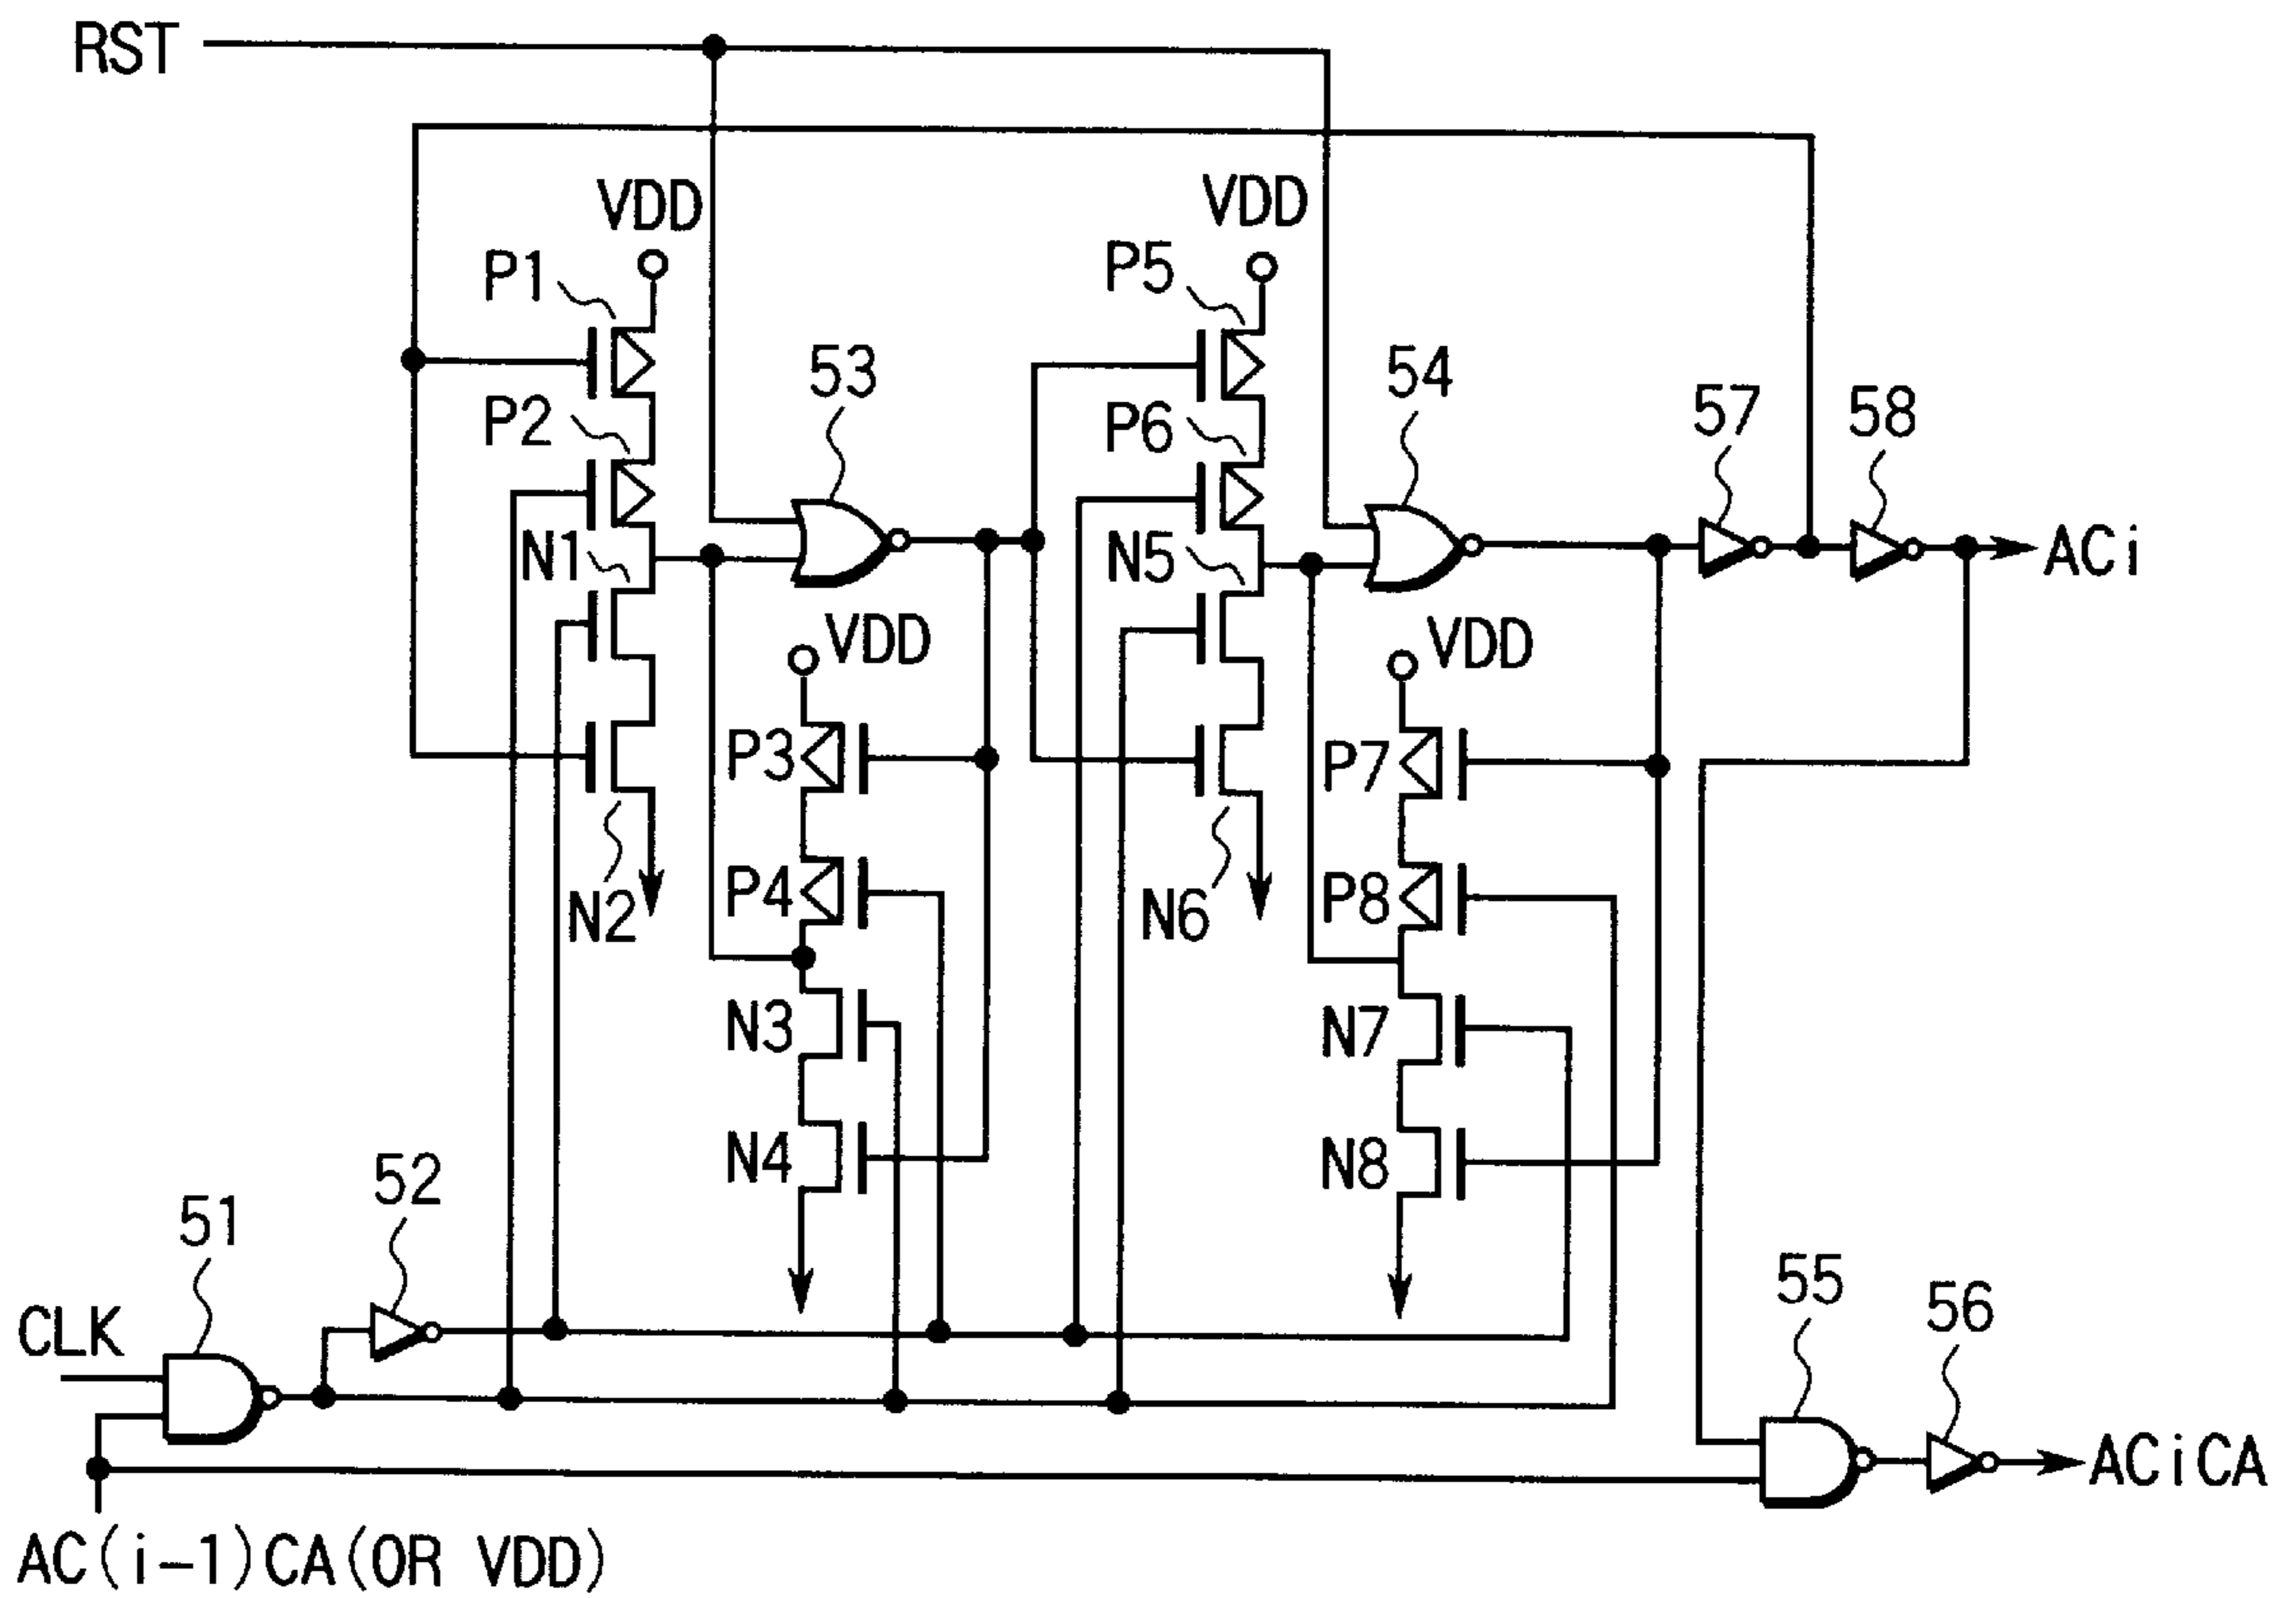 RST
VDD
VDD
P1
P5
53
54
57
58
P2
P6
N1
N5
ACi
VDD
VDD
P3
P7
P4
P8
N2
N6
N3
N7
N4
N8
52
51
55
56
CLK
ACiCA
AC(i-1)CA(OR VDD)